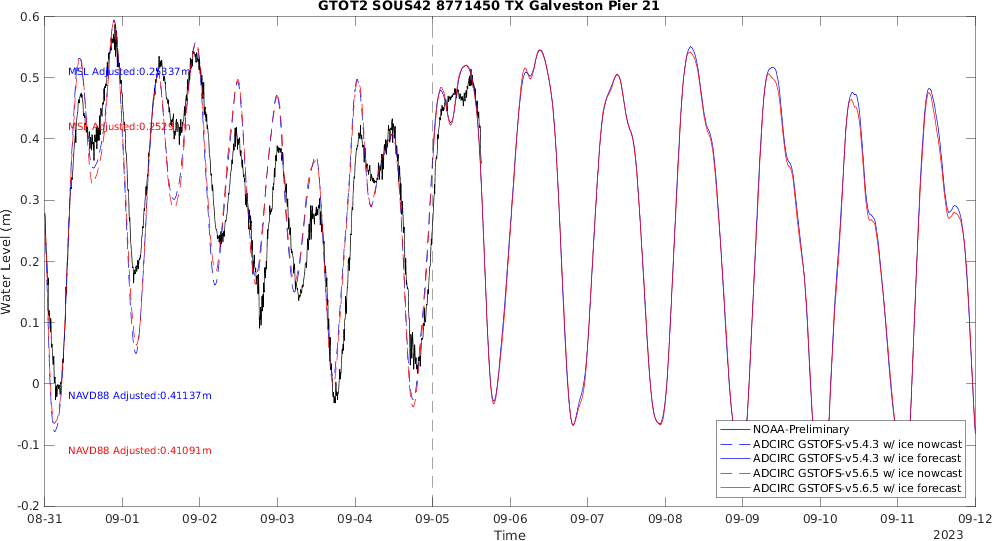 GTOT2 SOUS42 8771450 TX Galveston Pier 21
0.6
0.5
0.4
0.3
0.2
0.1
0
-0.1
-0.2
Water Level (m)
MSL Adjusted:0.25337m
MSL
NAVD88 Adjusted:0.41137m
NAVD88 Adjusted:0.41091m
NOAA-Preliminary
ADCIRC GSTOFS-v5.4.3 w/ ice nowcast
ADCIRC GSTOFS-v5.4.3 w/ ice forecast
ADCIRC GSTOFS-v5.6.5 w/ ice nowcast
ADCIRC GSTOFS-v5.6.5 w/ ice forecast
08-31 09-01 09-02 09-03 09-04 09-05 09-06 09-07 09-08 09-09 09-10 09-11 09-12
Time
2023